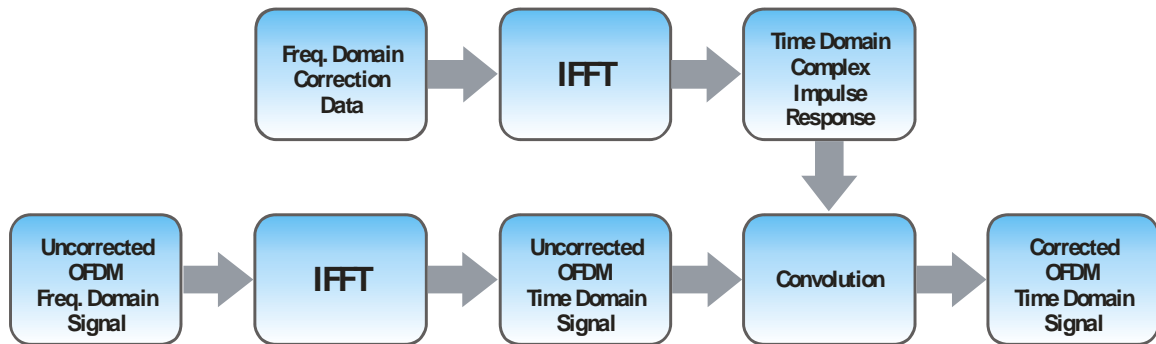 Freq. Domain
Correction
Data
IFFT
Time Domain
Complex
Impulse
Response
Uncorrected
OFDM
Freq. Domain
Signal
IFFT
Uncorrected
OFDM
Time Domain
Signal
Convolution
Corrected
OFDM
Time Domain
Signal